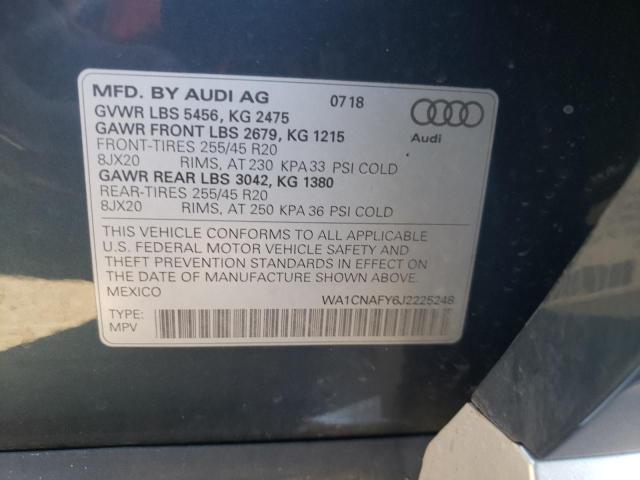 MFD. BY AUDI AG 07 18
GVWR LBS 5456, KG 2475
GAWR FRONT LBS 2679, KG 1215
FRONT-TIRES 255/45 R20
8JX20 RIMS, AT 230 KPA 33 PSI COLD
GAWR REAR LBS 3042, KG 1380
REAR-TIRES 255/45 R20
8JX20 RIMS, AT 250 KPA 36 PSI COLD
Audi
THIS VEHICLE CONFORMS TO ALL APPLICABLE
U.S. FEDERAL MOTOR VEHICLE SAFETY AND
THEFT PREVENTION STANDARDS IN EFFECT ON
THE DATE OF MANUFACTURE SHOWN ABOVE.
MEXICO WA1CNAFY6J2225248
TYPE:
MPV